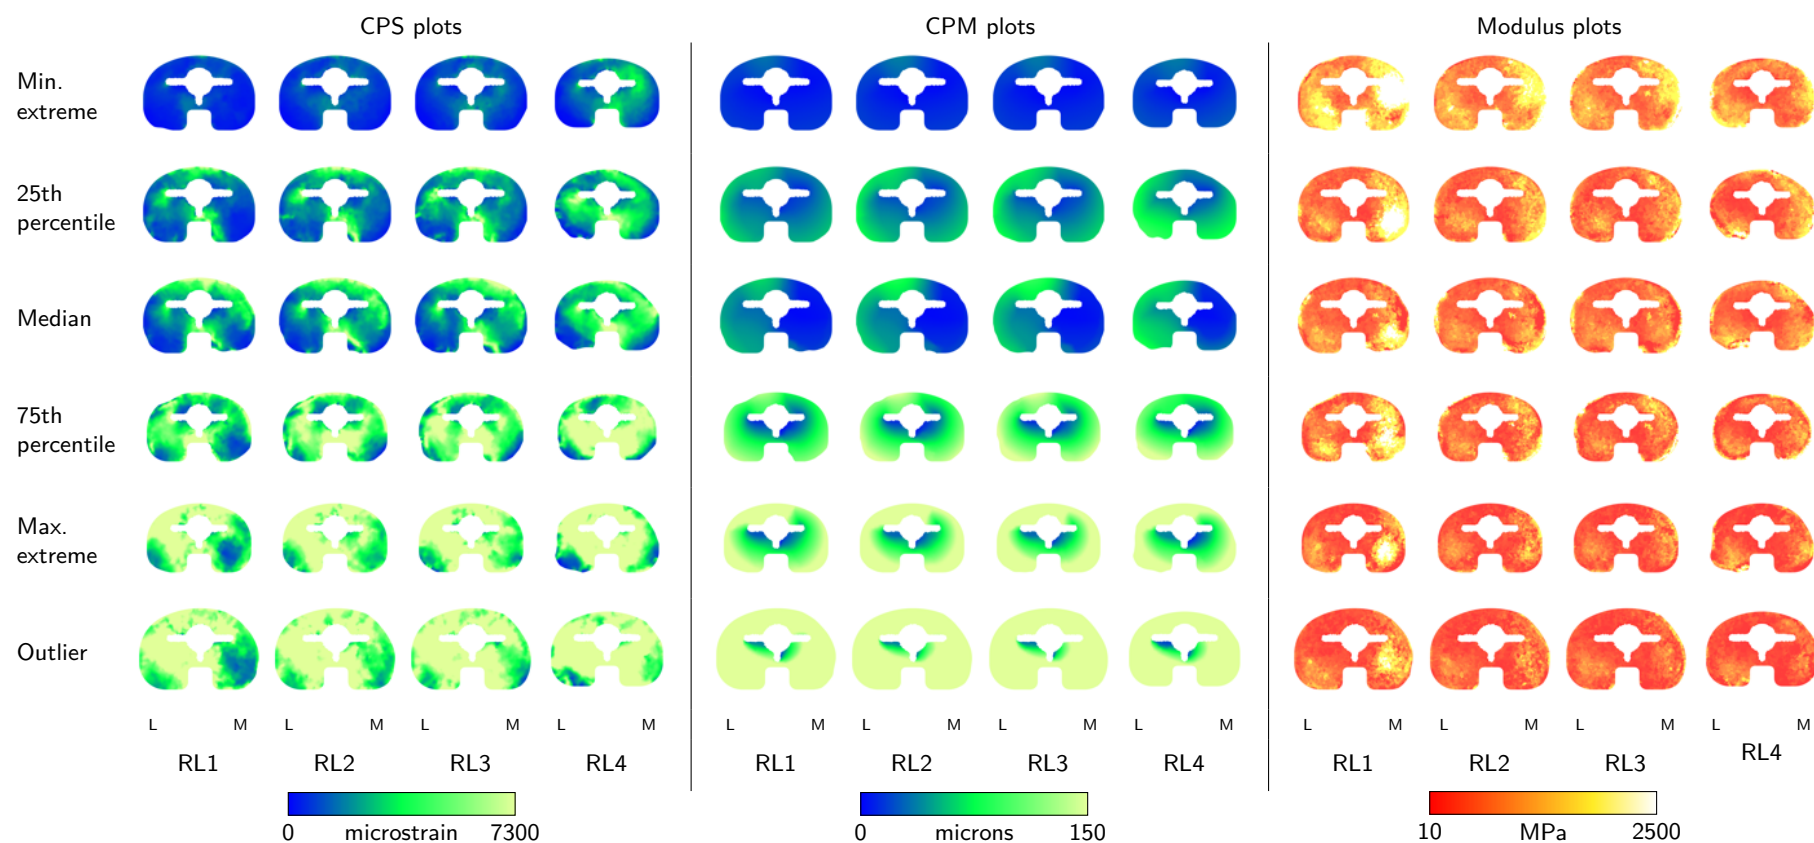 CPS plots
CPM plots
Modulus plots
Min.
extreme
25th
percentile
Median
75th
percentile
Max.
extreme
Outlier
L M L M L M L M L M L M L M L M L M L M L M L M
RL1 RL2 RL3 RL4 RL1 RL2 RL3 RL4 RL1 RL2 RL3 RL4
0 microstrain 7300
0 microns 150
10 MPa 2500